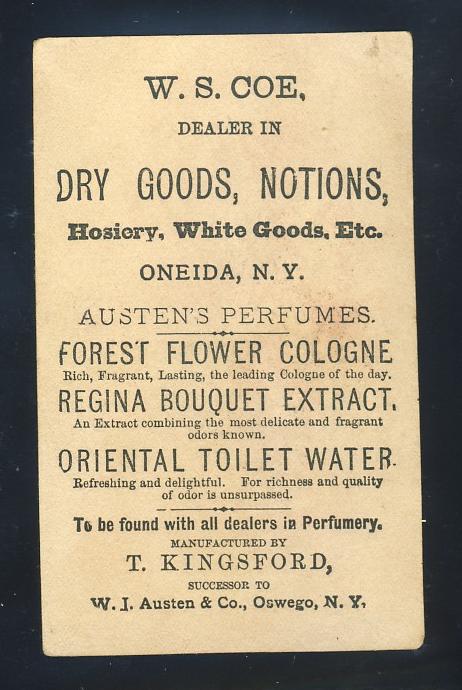 W. S. COE,
DEALER IN
DRY GOODS, NOTIONS,
Hosiery, White Goods, Etc.
ONEIDA, N. Y.
AUSTEN'S PERFUMES.
FOREST FLOWER COLOGNE
Rich, Fragrant, Lasting, the leading Cologne of the day.
REGINA BOUQUET EXTRACT.
An Extract combining the most delicate and fragrant
odors known.
ORIENTAL TOILET WATER.
Refreshing and delightful. For richness and quality
of odor is unsurpassed.
To be found with all dealers in Perfumery.
MANUFACTURED BY
T. KINGSFORD,
SUCCESSOR TO
W. J. Austen & Co., Oswego, N. Y.